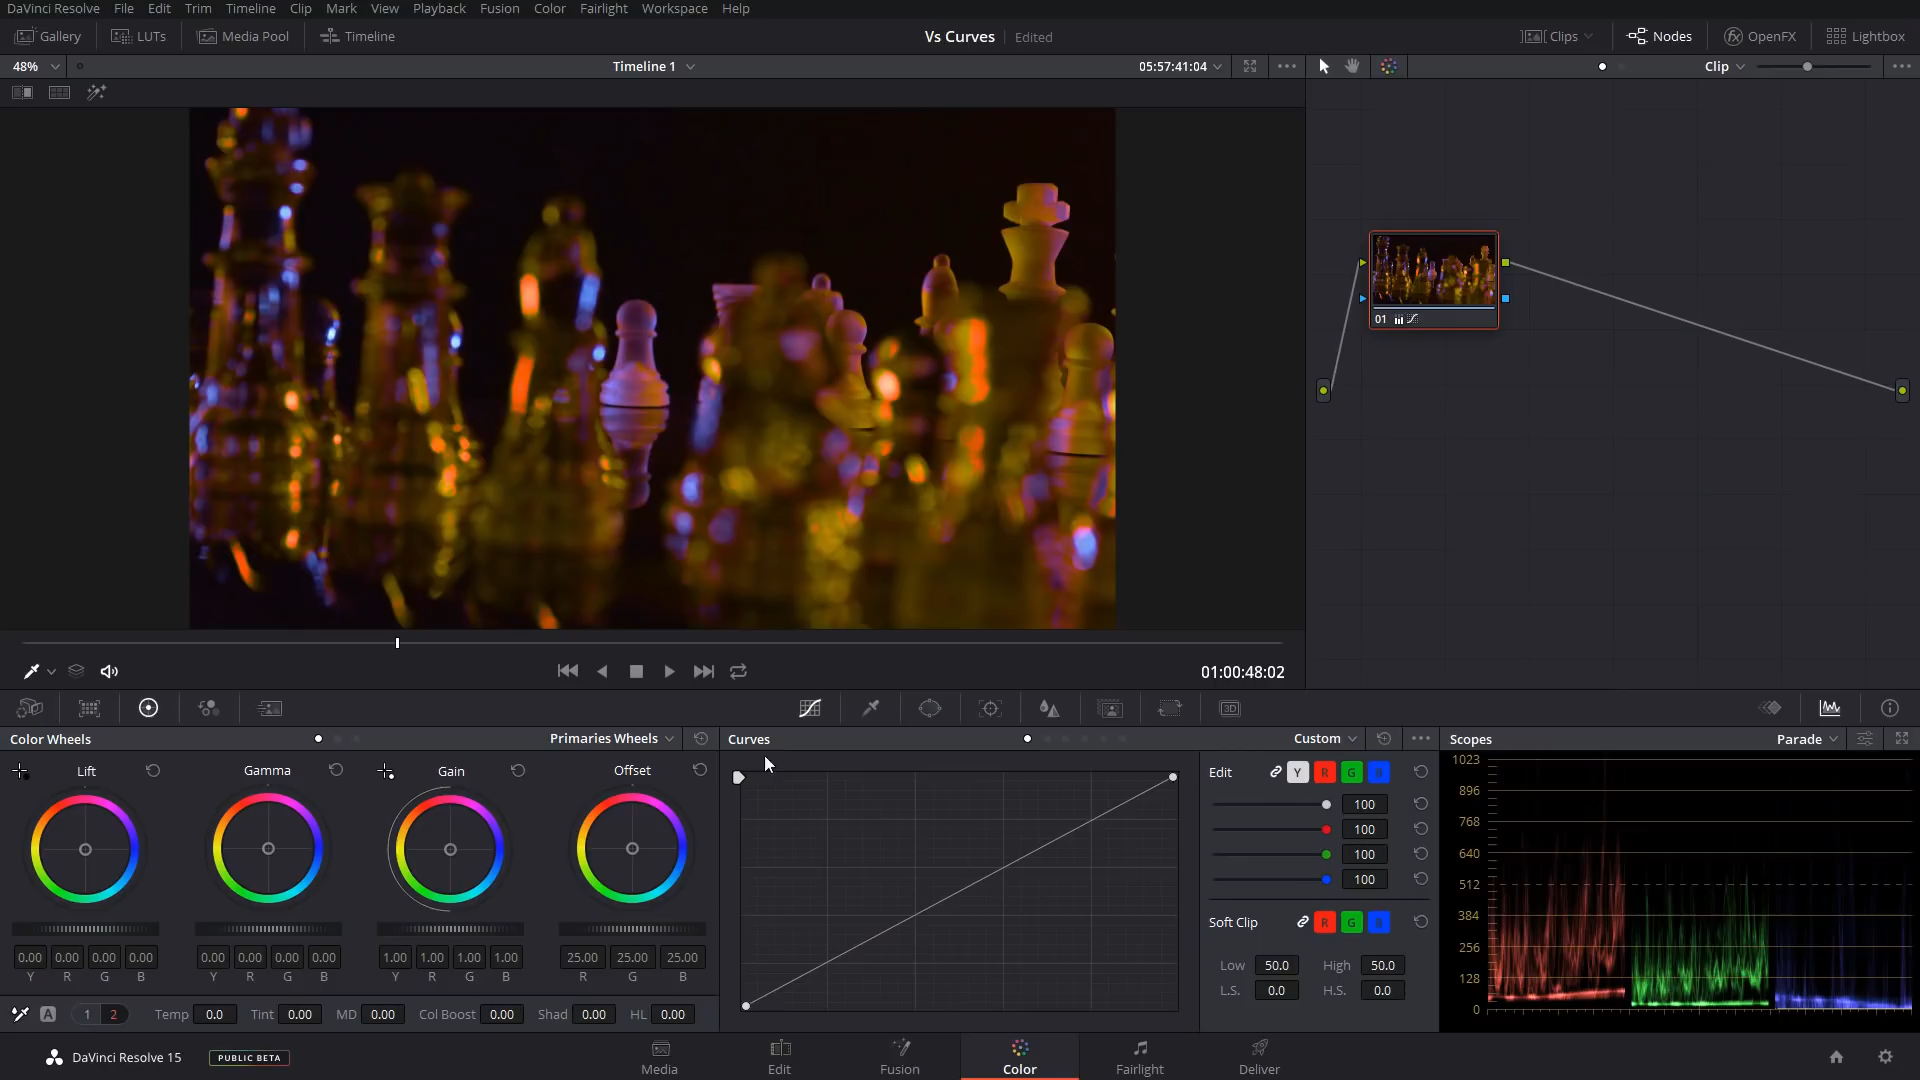 DaVinci Resolve File Edit Trim Timeline Clip Mark View Playback Fusion Color Fairlight Workspace Help
Gallery LUTs Media Pool Timeline Vs Curves Edited Clips Nodes OpenFX Lightbox
48% Timeline 1 05:57:41:04 Clip
01
01:00:48:02
Color Wheels Primaries Wheels Curves Custom Scopes Parade
Lift Gamma Gain Offset
Edit Y R G B
100
100
100
100
Soft Clip R G B
Low 50.0 High 50.0
L.S. 0.0 H.S. 0.0
1023
896
768
640
512
384
256
128
0
0.00 0.00 0.00 0.00 0.00 0.00 0.00 0.00 1.00 1.00 1.00 1.00 25.00 25.00 25.00
Y R G B Y R G B Y R G B R G B
A 1 2 Temp 0.0 Tint 0.00 MD 0.00 Col Boost 0.00 Shad 0.00 HL 0.00
DaVinci Resolve 15 PUBLIC BETA Media Edit Fusion Color Fairlight Deliver
3D